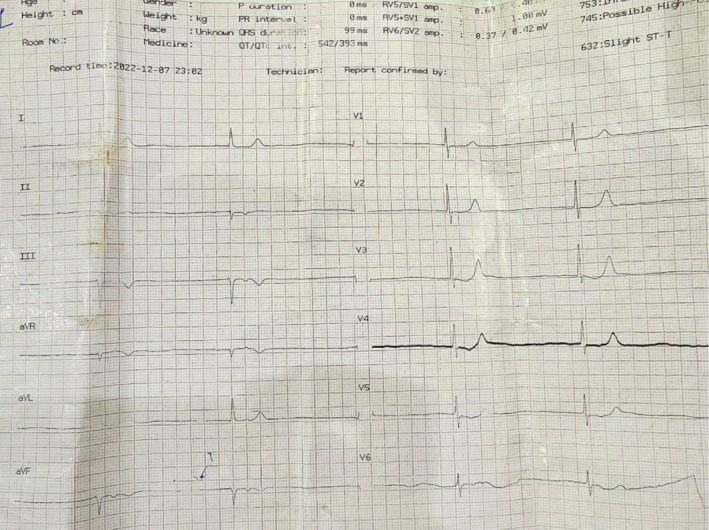 Age
Height : cm
Weight : kg
Race : Unknown
Medicine:
Room No.:
P duration : 0 ms
PR interval : 0 ms
QRS duration: 99 ms
QT/QTc int. : 542/393 ms
RV5/SV1 amp. 0.63
RV5+SV1 amp. 1.00 mV
RV6/SV2 amp. : 0.37 / 0.42 mV
745:Possible High
632:Slight ST-T
Record time:2022-12-07 23:02
Technician:
Report confirmed by:
I
V1
II
V2
III
V3
aVR
V4
aVL
V5
aVF
V6